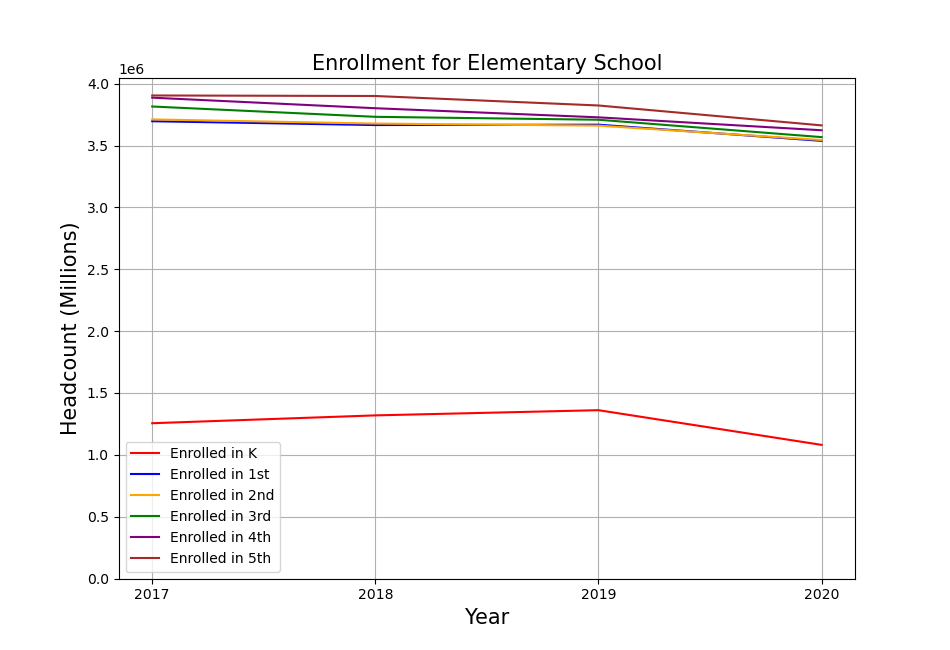 Enrollment for Elementary School
1e6
4.0
3.5
3.0
2.5
2.0
1.5
1.0
0.5
0.0
Headcount (Millions)
Enrolled in K
Enrolled in 1st
Enrolled in 2nd
Enrolled in 3rd
Enrolled in 4th
Enrolled in 5th
2017 2018 2019 2020
Year